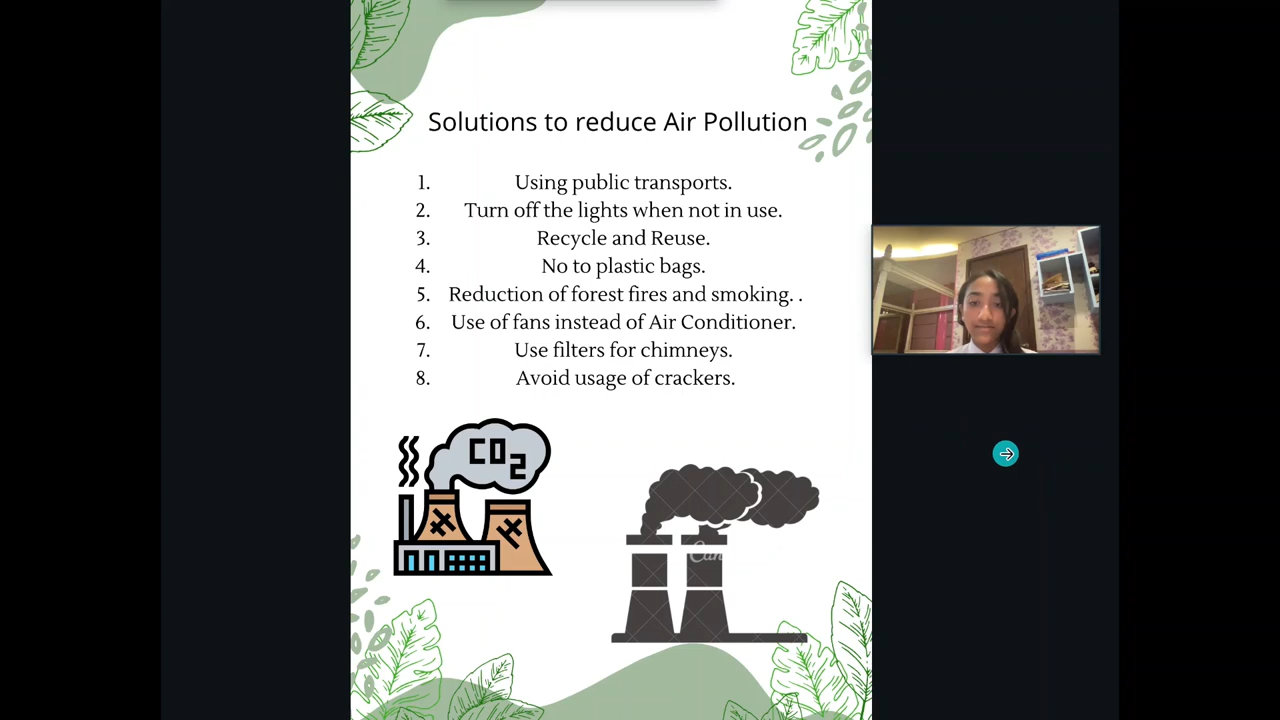 Solutions to reduce Air Pollution
1. Using public transports.
2. Turn off the lights when not in use.
3. Recycle and Reuse.
4. No to plastic bags.
5. Reduction of forest fires and smoking. .
6. Use of fans instead of Air Conditioner.
7. Use filters for chimneys.
8. Avoid usage of crackers.
CO2